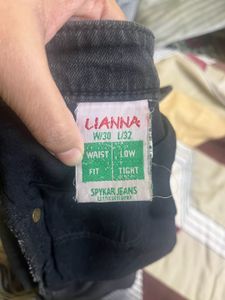 LIANNA
W/30 L/32
WAIST LOW
FIT TIGHT
SPYKAR JEANS